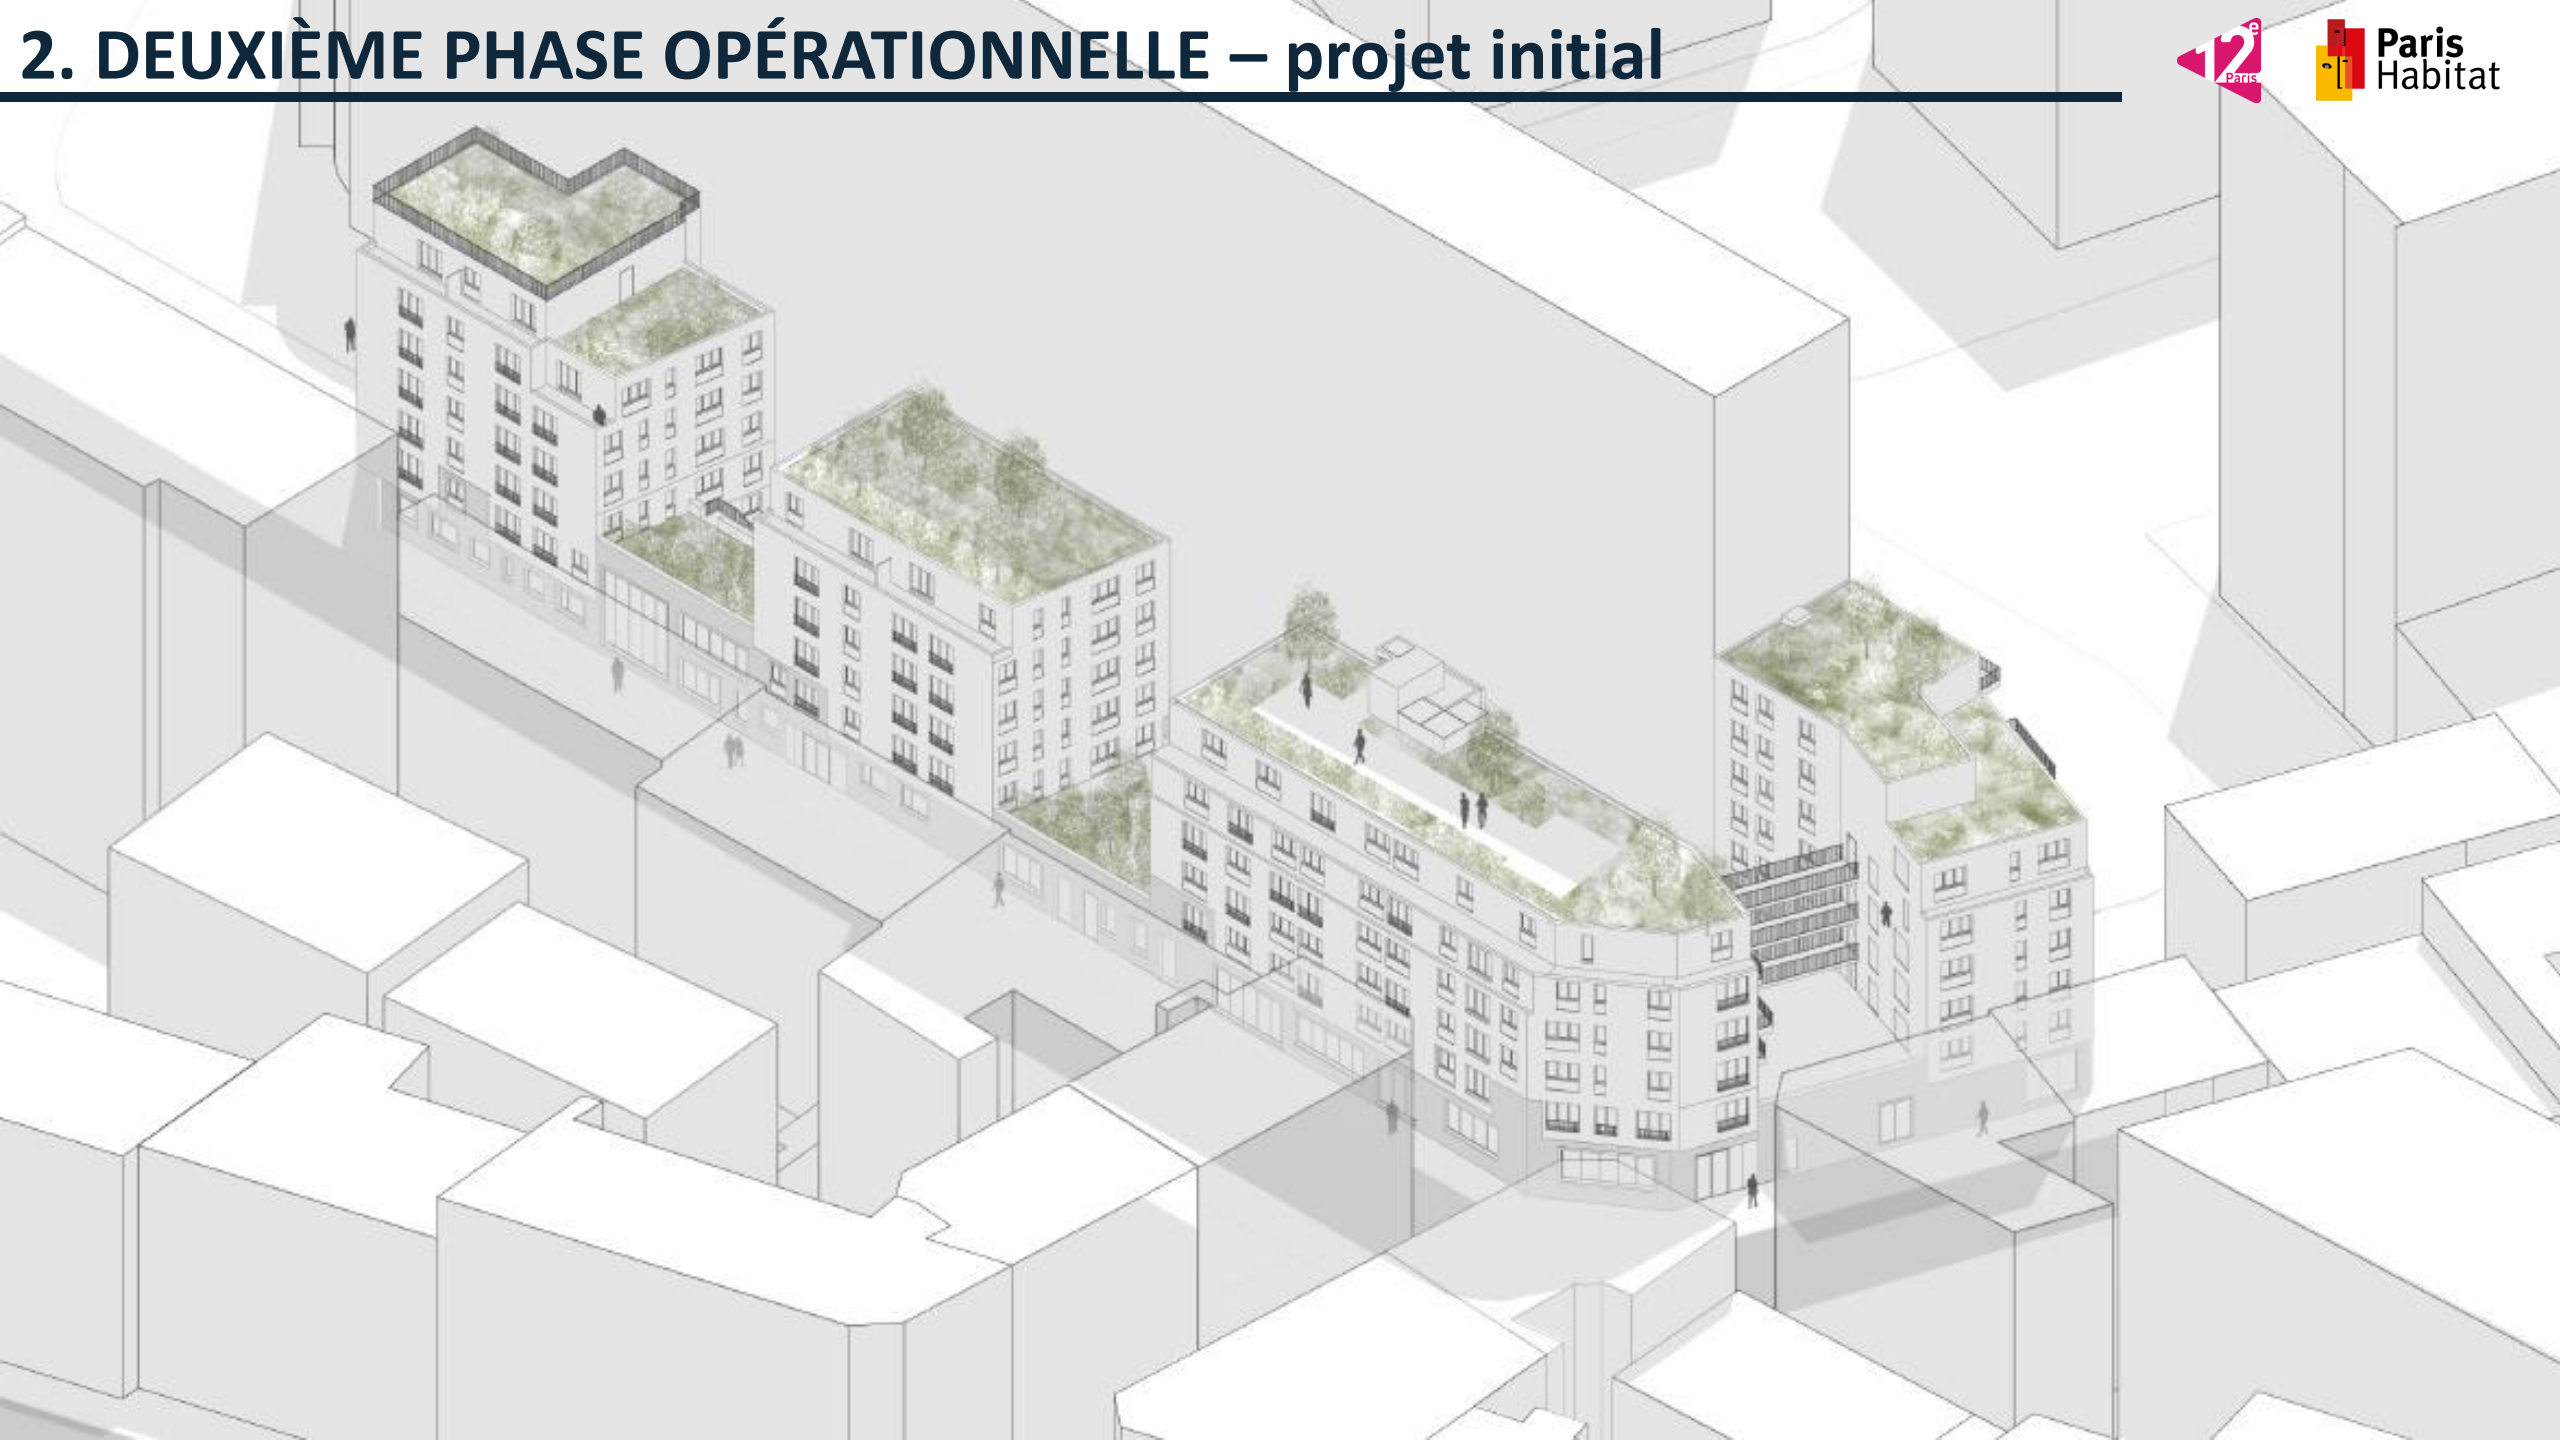 2. DEUXIÈME PHASE OPÉRATIONNELLE – projet initial
12e
Paris
Paris
Habitat